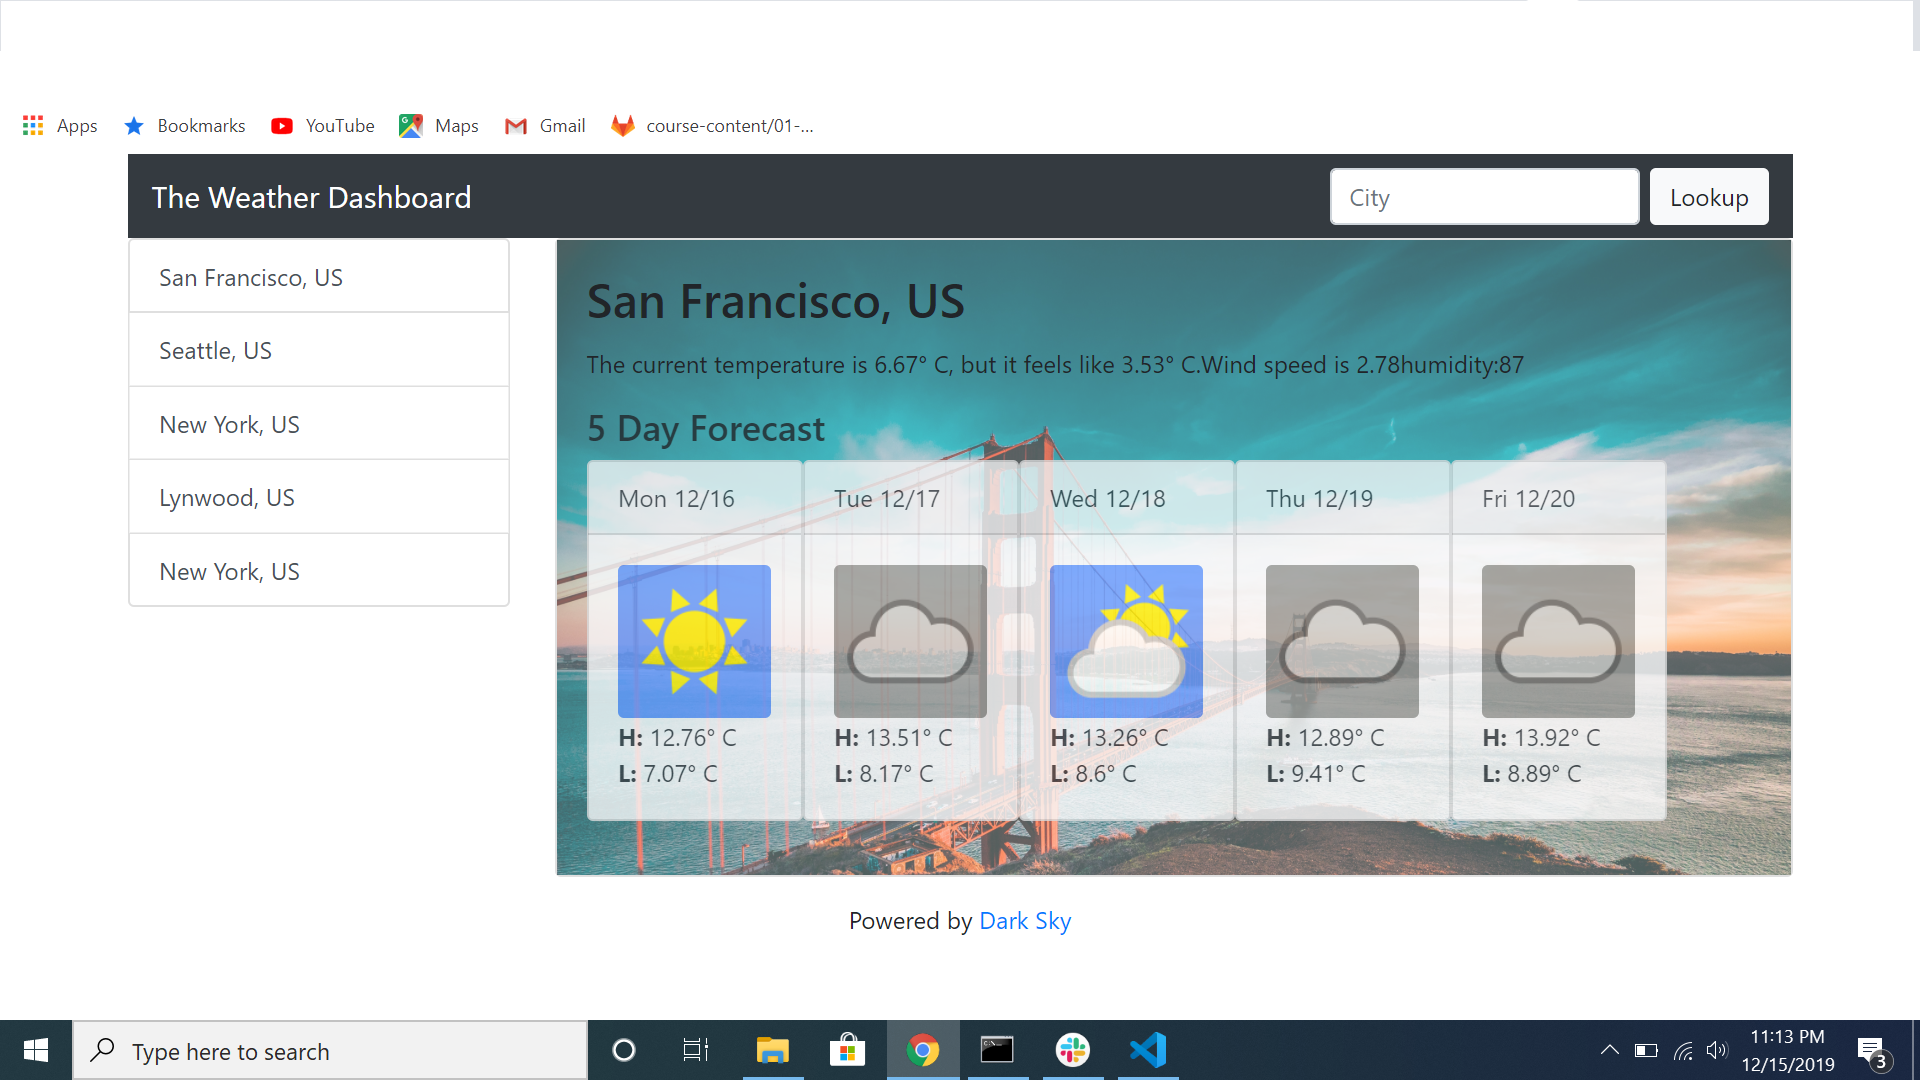 Apps Bookmarks YouTube Maps Gmail course-content/01-...
The Weather Dashboard City Lookup
San Francisco, US
Seattle, US
New York, US
Lynwood, US
New York, US
San Francisco, US
The current temperature is 6.67° C, but it feels like 3.53° C.Wind speed is 2.78humidity:87
5 Day Forecast
Mon 12/16 Tue 12/17 Wed 12/18 Thu 12/19 Fri 12/20
H: 12.76° C H: 13.51° C H: 13.26° C H: 12.89° C H: 13.92° C
L: 7.07° C L: 8.17° C L: 8.6° C L: 9.41° C L: 8.89° C
Powered by Dark Sky
Type here to search
11:13 PM
12/15/2019
3